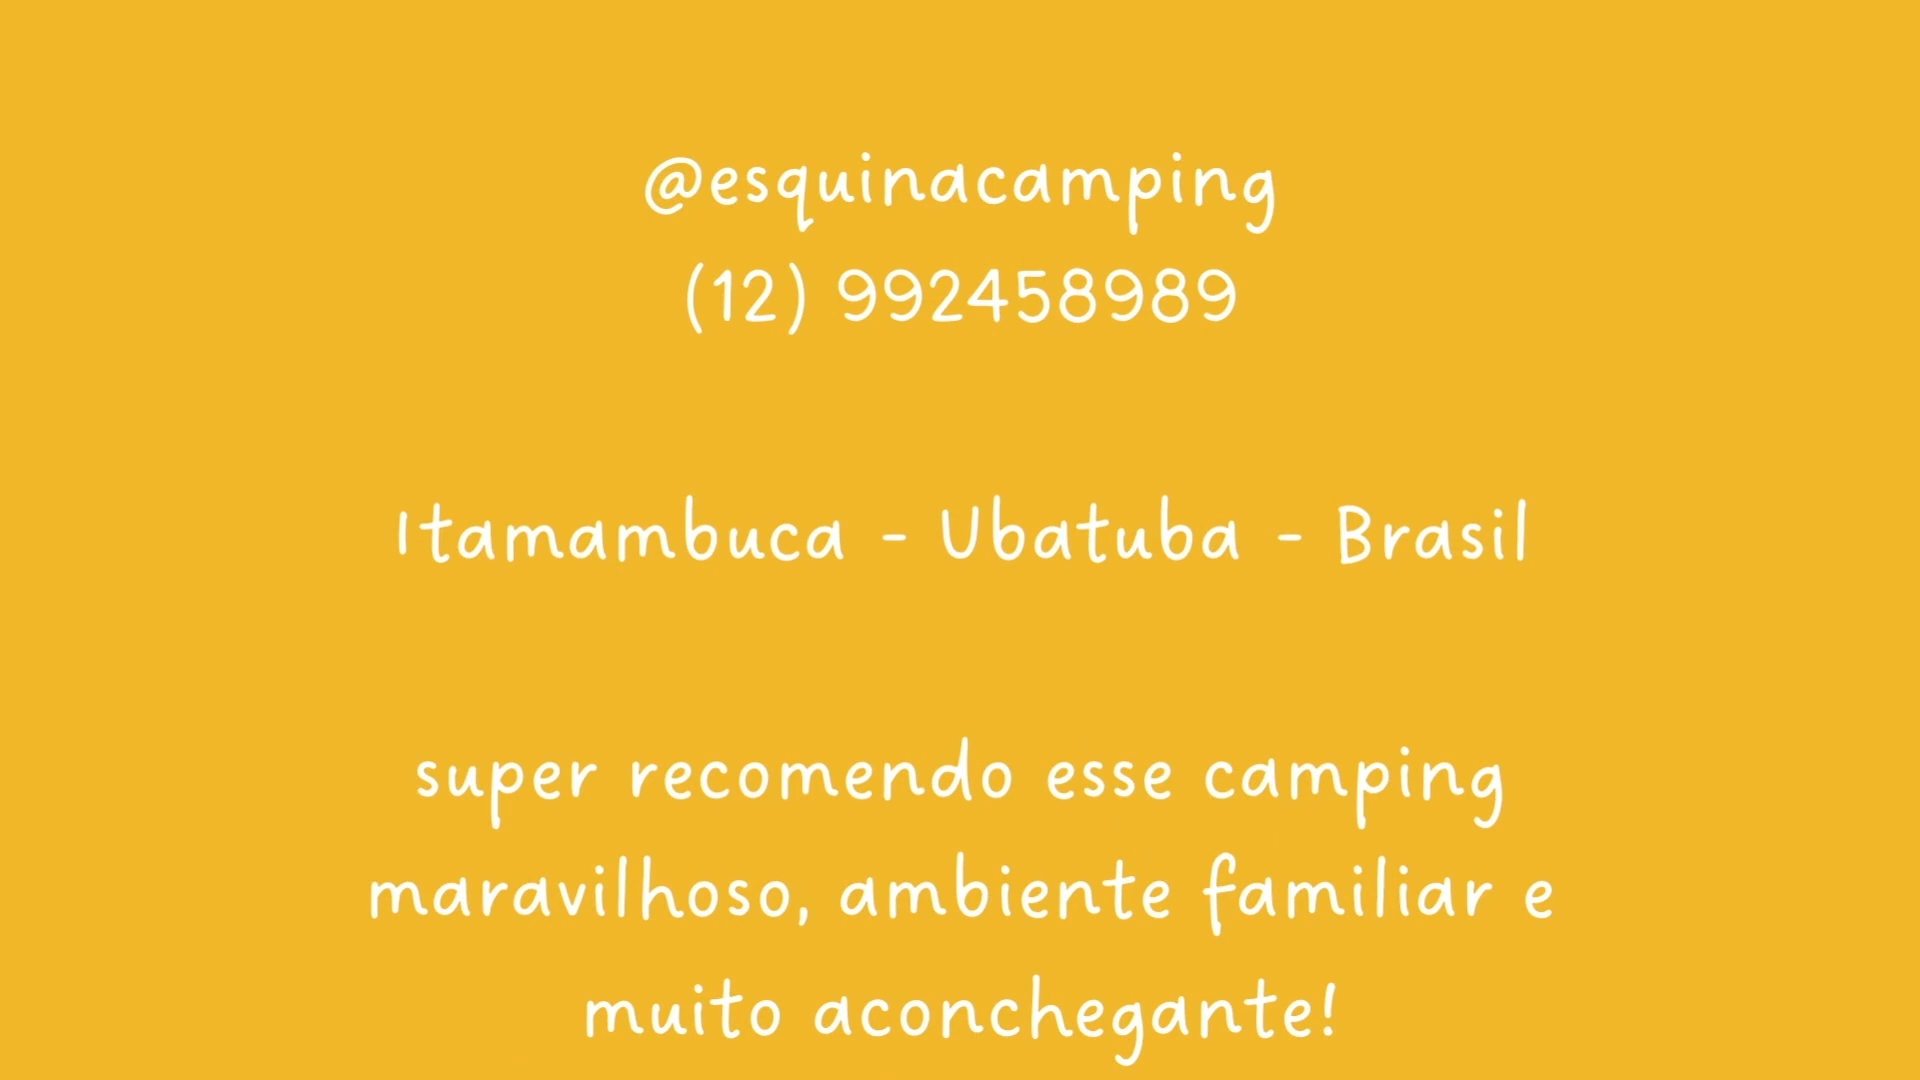 @esquinacamping
(12) 992458989
Itamambuca - Ubatuba - Brasil
super recomendo esse camping
maravilhoso, ambiente familiar e
muito aconchegante!